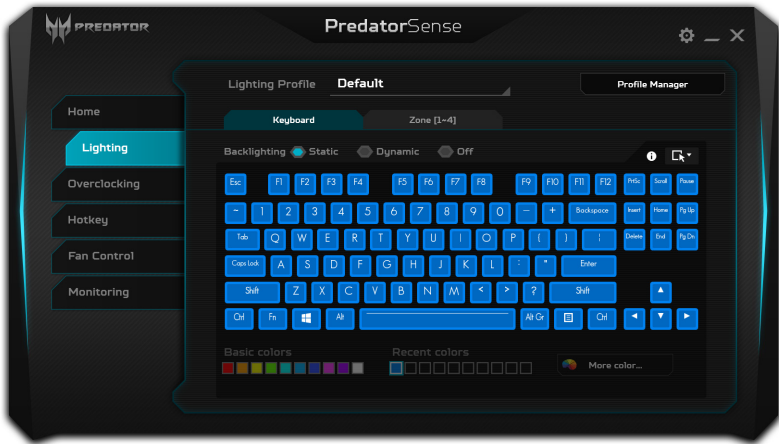 PREDATOR
PredatorSense
Lighting Profile Default
Profile Manager
Home
Lighting
Overclocking
Hotkey
Fan Control
Monitoring
Keyboard Zone [1-4]
Backlighting Static Dynamic Off
Esc F1 F2 F3 F4 F5 F6 F7 F8 F9 F10 F11 F12 PrtSc Scroll Pause
~ 1 2 3 4 5 6 7 8 9 0 — + Backspace Insert Home Pg Up
Tab Q W E R T Y U I O P { } ¦ Delete End Pg Dn
Caps Lock A S D F G H J K L : " Enter
Shift Z X C V B N M < > ? Shift
Ctrl Fn Alt Alt Gr Ctrl
Basic colors Recent colors
More color...